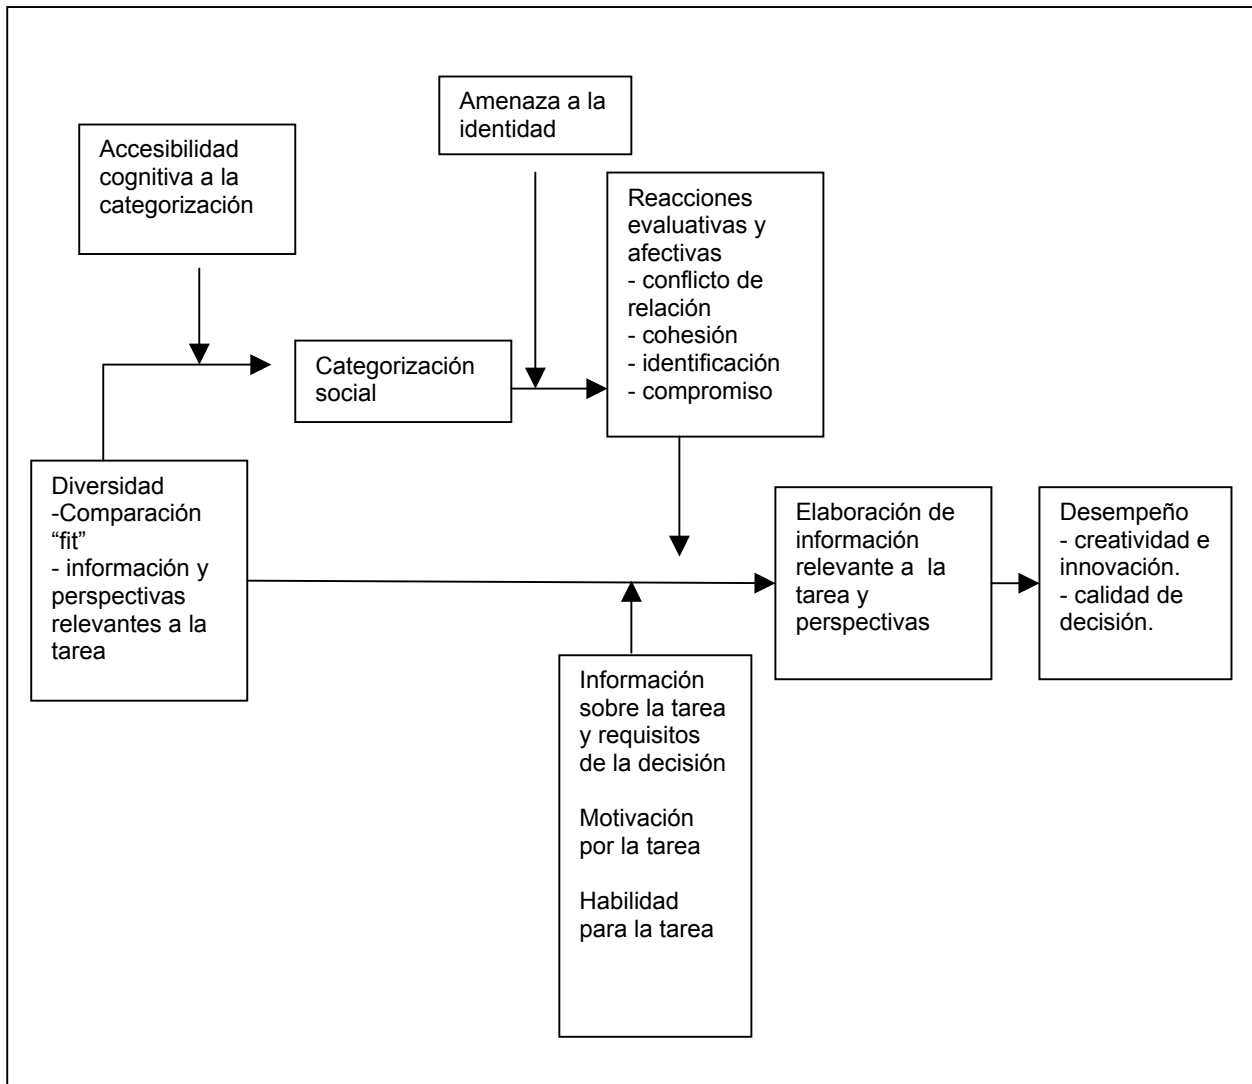 Amenaza a la
identidad
Accesibilidad
cognitiva a la
categorización
Reacciones
evaluativas y
afectivas
- conflicto de
relación
- cohesión
- identificación
- compromiso
Categorización
social
Diversidad
-Comparación
“fit”
- información y
perspectivas
relevantes a la
tarea
Elaboración de
información
relevante a  la
tarea y
perspectivas
Desempeño
- creatividad e
innovación.
- calidad de
decisión.
Información
sobre la tarea
y requisitos
de la decisión
Motivación
por la tarea
Habilidad
para la tarea